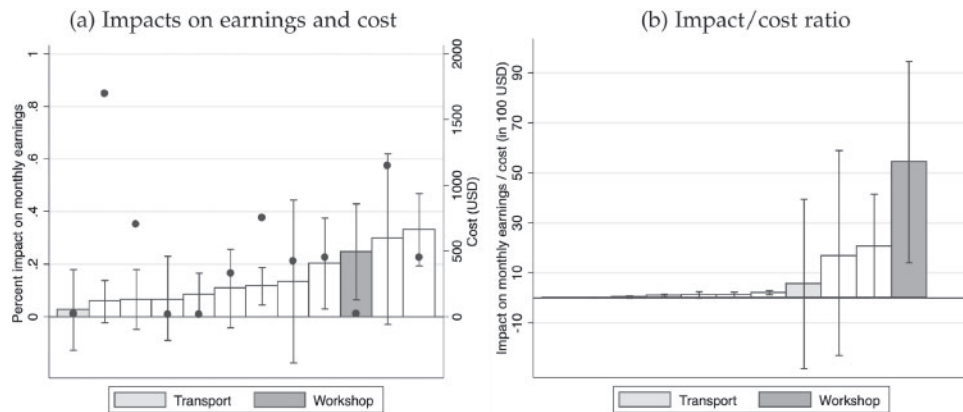 (a) Impacts on earnings and cost
(b) Impact/cost ratio
Percent impact on monthly earnings
1
.8
.6
.4
.2
0
2000
1500
1000
500
0
Cost (USD)
Transport
Workshop
Impact on monthly earnings / cost (in 100 USD)
90
70
50
30
10
-10
Transport
Workshop